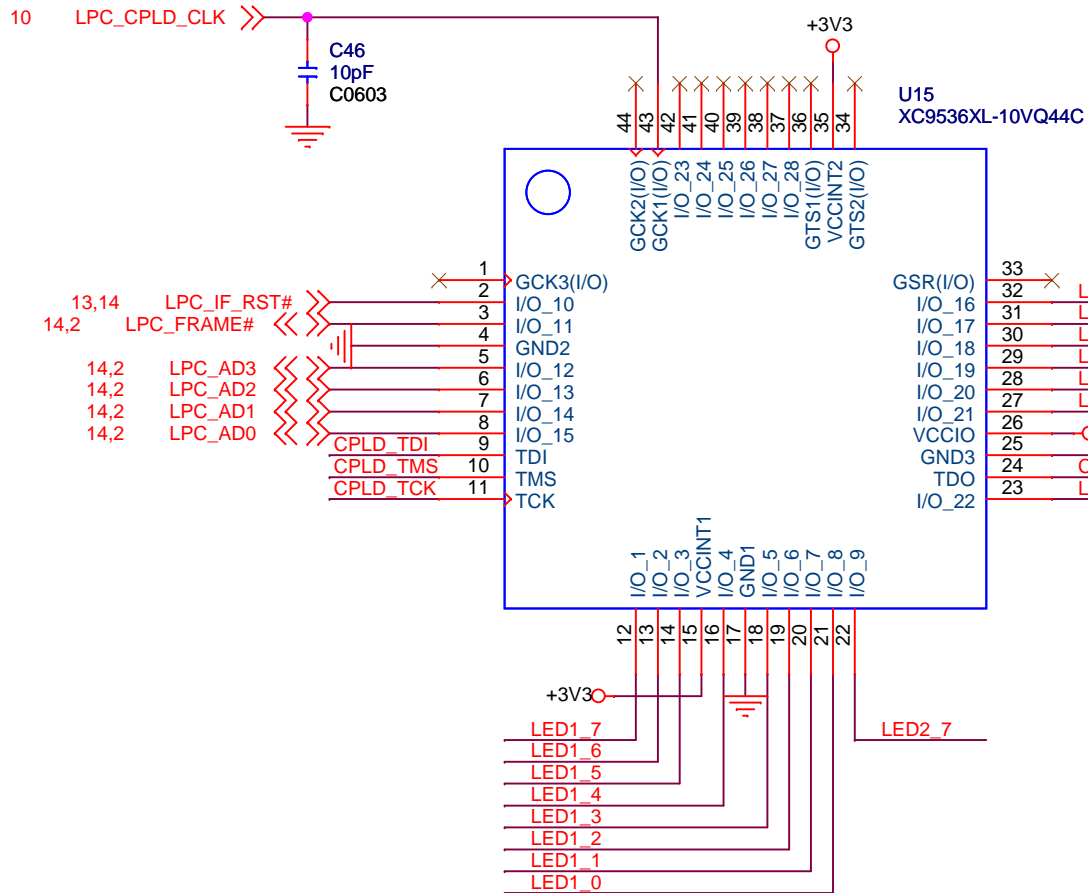 10 LPC_CPLD_CLK
C46
10pF
C0603
+3V3
U15
XC9536XL-10VQ44C
44 43 42 41 40 39 38 37 36 35 34
GCK2(I/O)
GCK1(I/O)
I/O_23
I/O_24
I/O_25
I/O_26
I/O_27
I/O_28
GTS1(I/O)
VCCINT2
GTS2(I/O)
1 GCK3(I/O)
13,14 LPC_IF_RST# 2 I/O_10
14,2 LPC_FRAME# 3 I/O_11
4 GND2
14,2 LPC_AD3 5 I/O_12
14,2 LPC_AD2 6 I/O_13
14,2 LPC_AD1 7 I/O_14
14,2 LPC_AD0 8 I/O_15
CPLD_TDI 9 TDI
CPLD_TMS 10 TMS
CPLD_TCK 11 TCK
GSR(I/O) 33
I/O_16 32 L
I/O_17 31 L
I/O_18 30 L
I/O_19 29 L
I/O_20 28 L
I/O_21 27 L
VCCIO 26
GND3 25
TDO 24 C
I/O_22 23 L
I/O_1
I/O_2
I/O_3
VCCINT1
I/O_4
GND1
I/O_5
I/O_6
I/O_7
I/O_8
I/O_9
12 13 14 15 16 17 18 19 20 21 22
+3V3
LED1_7 LED2_7
LED1_6
LED1_5
LED1_4
LED1_3
LED1_2
LED1_1
LED1_0